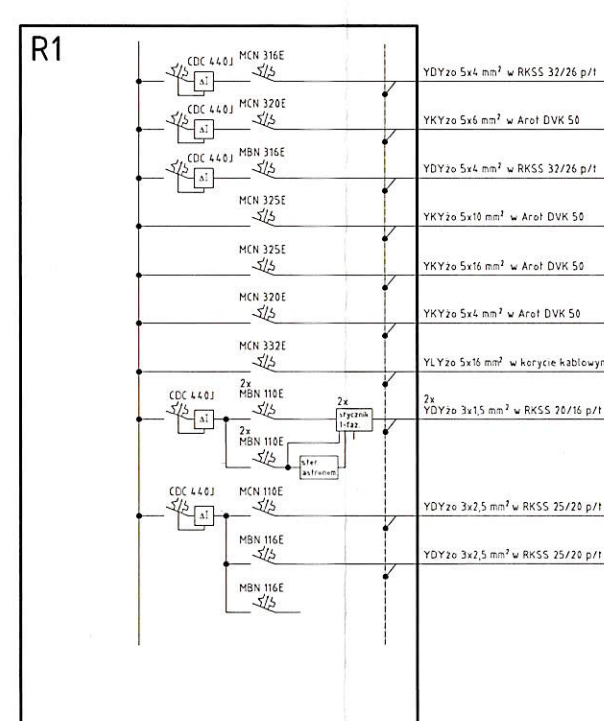 R1
CDC 440J MCN 316E
ΔI
YDYżo 5x4 mm² w RKSS 32/26 p/t
CDC 440J MCN 320E
ΔI
YKYżo 5x6 mm² w Arot DVK 50
CDC 440J MBN 316E
ΔI
YDYżo 5x4 mm² w RKSS 32/26 p/t
MCN 325E
YKYżo 5x10 mm² w Arot DVK 50
MCN 325E
YKYżo 5x16 mm² w Arot DVK 50
MCN 320E
YKYżo 5x4 mm² w Arot DVK 50
MCN 332E
YLYżo 5x16 mm² w korycie kablowym
2x
CDC 440J MBN 110E
ΔI
2x
stycznik
1-faz.
2x
YDYżo 3x1,5 mm² w RKSS 20/16 p/t
2x
MBN 110E
ster.
astronom.
CDC 440J MCN 110E
ΔI
YDYżo 3x2,5 mm² w RKSS 25/20 p/t
MBN 116E
YDYżo 3x2,5 mm² w RKSS 25/20 p/t
MBN 116E